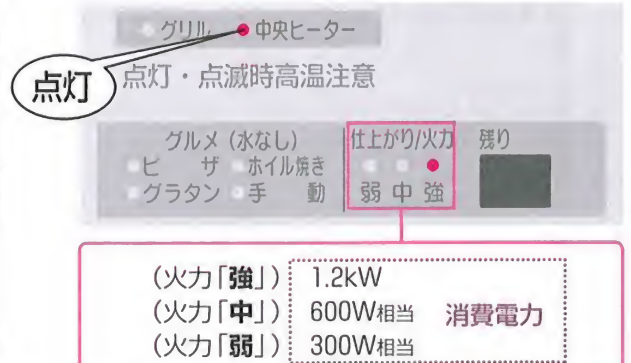 グリル 中央ヒーター
点灯
点灯・点滅時高温注意
グルメ（水なし） 仕上がり/火力 残り
ピザ ホイル焼き
グラタン 手動 弱 中 強
（火力「強」） 1.2kW
（火力「中」） 600W相当 消費電力
（火力「弱」） 300W相当